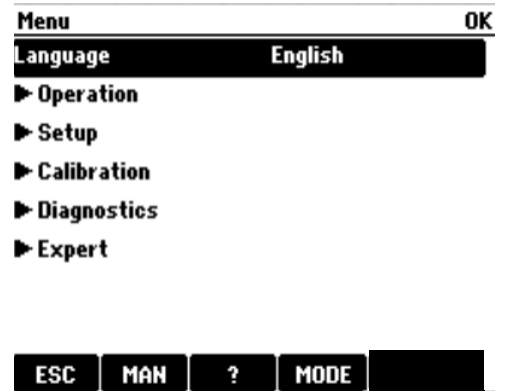 Menu OK
Language English
Operation
Setup
Calibration
Diagnostics
Expert
ESC MAN ? MODE